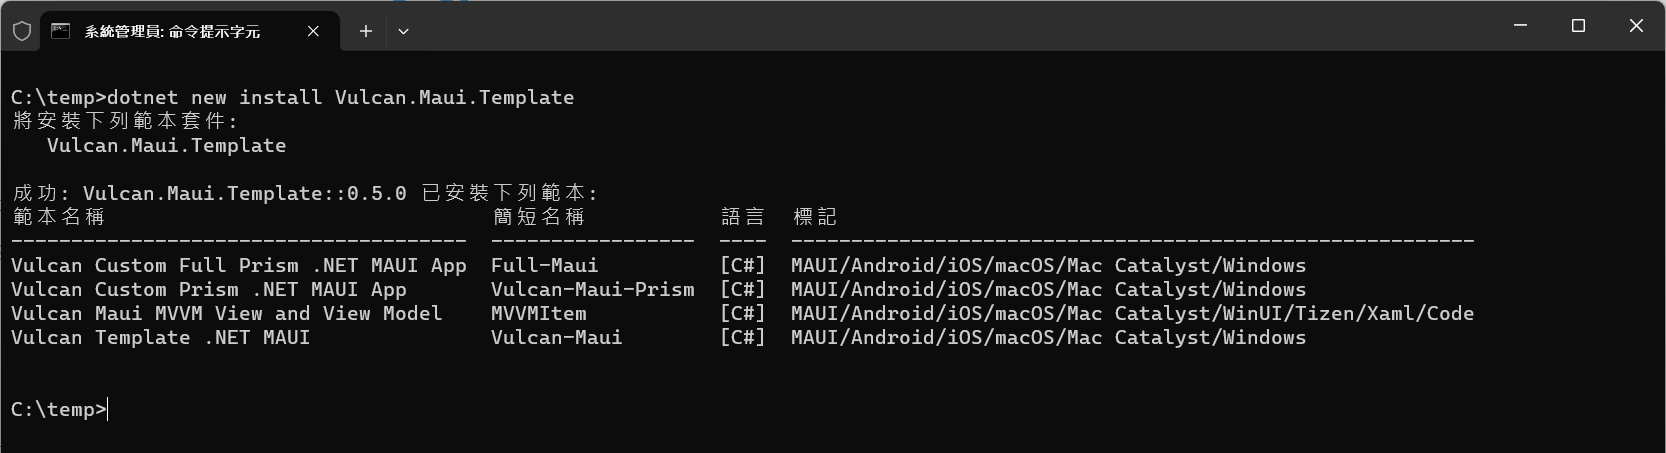 系統管理員: 命令提示字元
C:\temp>dotnet new install Vulcan.Maui.Template
將安裝下列範本套件:
   Vulcan.Maui.Template
成功: Vulcan.Maui.Template::0.5.0 已安裝下列範本:
範本名稱                                簡短名稱           語言  標記
--------------------------------------  -----------------  ----  ---------------------------------------------------------
Vulcan Custom Full Prism .NET MAUI App  Full-Maui          [C#]  MAUI/Android/iOS/macOS/Mac Catalyst/Windows
Vulcan Custom Prism .NET MAUI App       Vulcan-Maui-Prism  [C#]  MAUI/Android/iOS/macOS/Mac Catalyst/Windows
Vulcan Maui MVVM View and View Model    MVVMItem           [C#]  MAUI/Android/iOS/macOS/Mac Catalyst/WinUI/Tizen/Xaml/Code
Vulcan Template .NET MAUI               Vulcan-Maui        [C#]  MAUI/Android/iOS/macOS/Mac Catalyst/Windows
C:\temp>